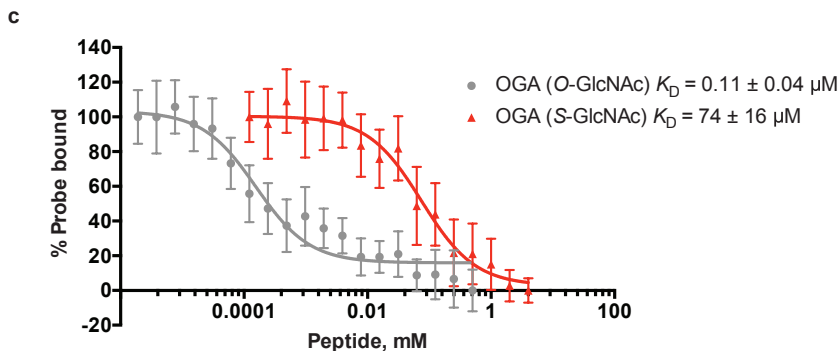 c
140
120
100
80
60
40
20
0
-20
% Probe bound
0.0001
0.01
1
100
Peptide, mM
OGA (O-GlcNAc) KD = 0.11 ± 0.04 µM
OGA (S-GlcNAc) KD = 74 ± 16 µM